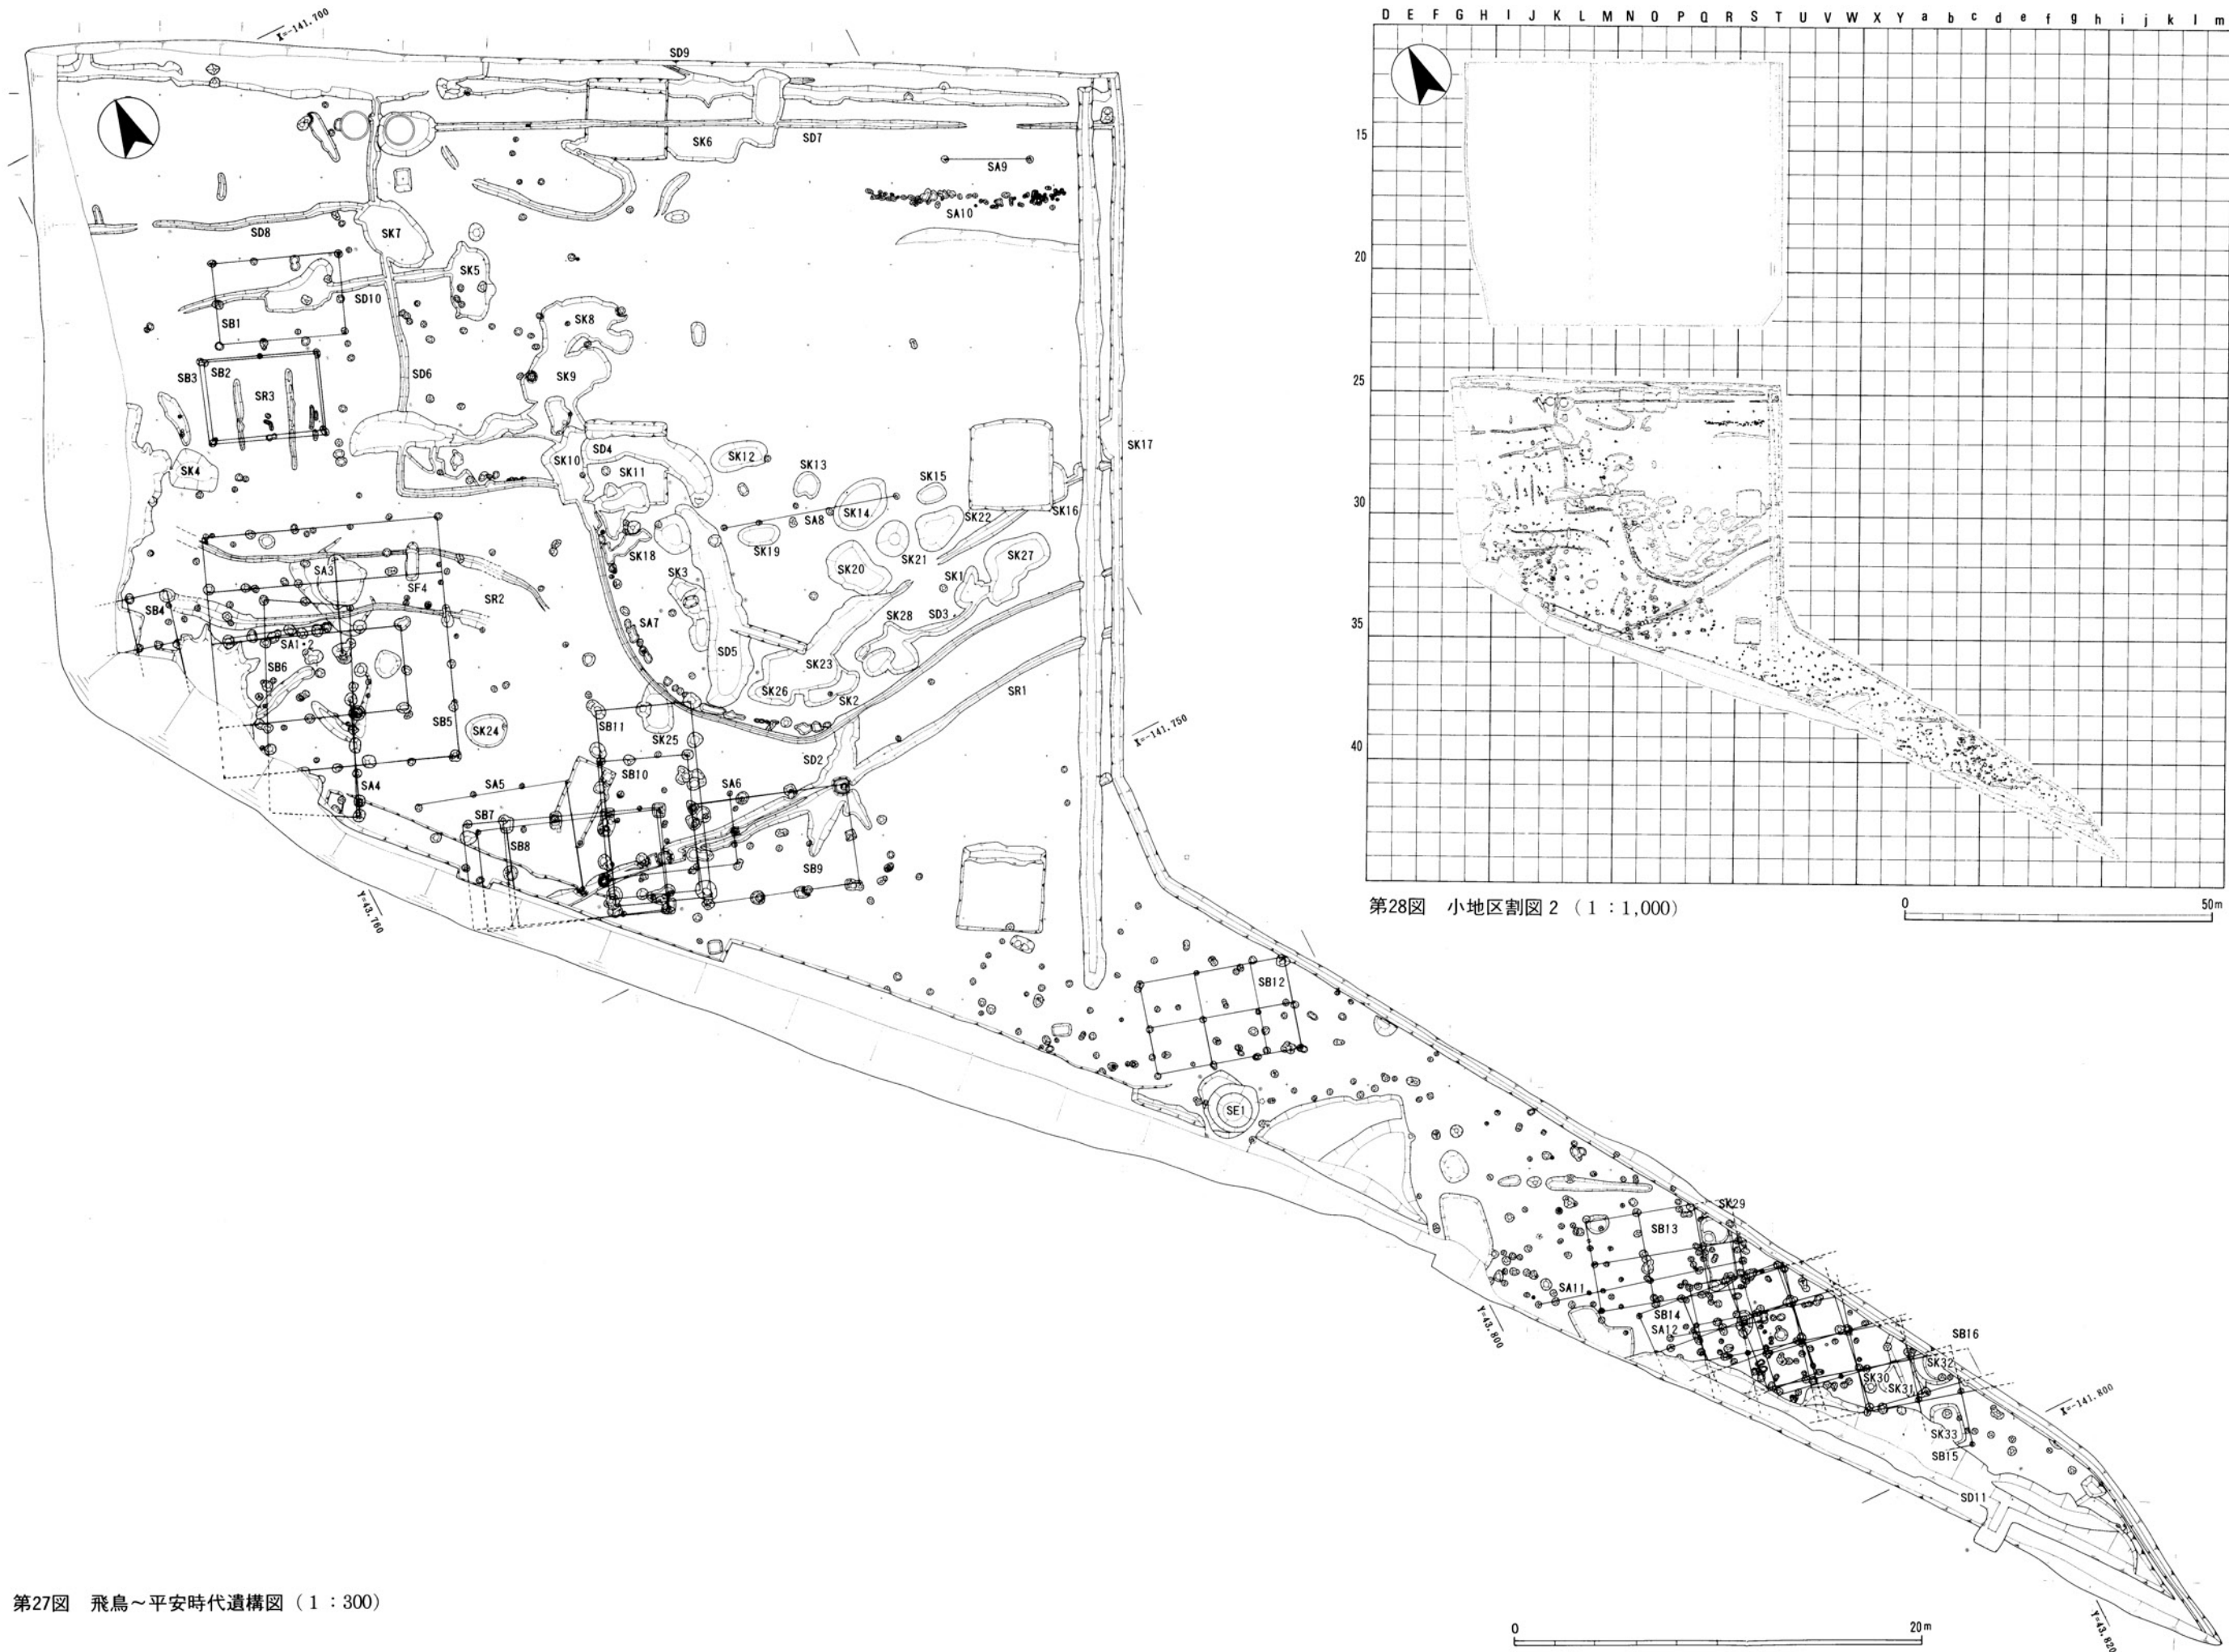 X=-141.700
SD9
SK6
SD7
SA9
SA10
SD8
SK7
SK5
SD10
SB1
SK8
SB3
SB2
SD6
SK9
SR3
SK4
SK10
SD4
SK11
SK12
SK13
SK15
SK17
SK14
SA8
SK22
SK16
SK19
SK21
SK18
SK27
SK20
SK1
SK3
SA3
SF4
SR2
SB4
SK28
SD3
SA7
SA1·2
SB6
SD5
SK23
SK26
SK2
SR1
SB5
SK24
SB11
SK25
X=-141.750
SD2
SB10
SA6
SA5
SA4
SB7
SB8
SB9
Y=43.760
SB12
SE1
SK29
SB13
SA11
SB14
SA12
Y=43.800
SB16
SK32
SK30
SK31
X=-141.800
SK33
SB15
SD11
Y=43.820
第27図 飛鳥～平安時代遺構図（1：300）
0 20m
D E F G H I J K L M N O P Q R S T U V W X Y a b c d e f g h i j k l m
15
20
25
30
35
40
第28図 小地区割図2（1：1,000）
0 50m